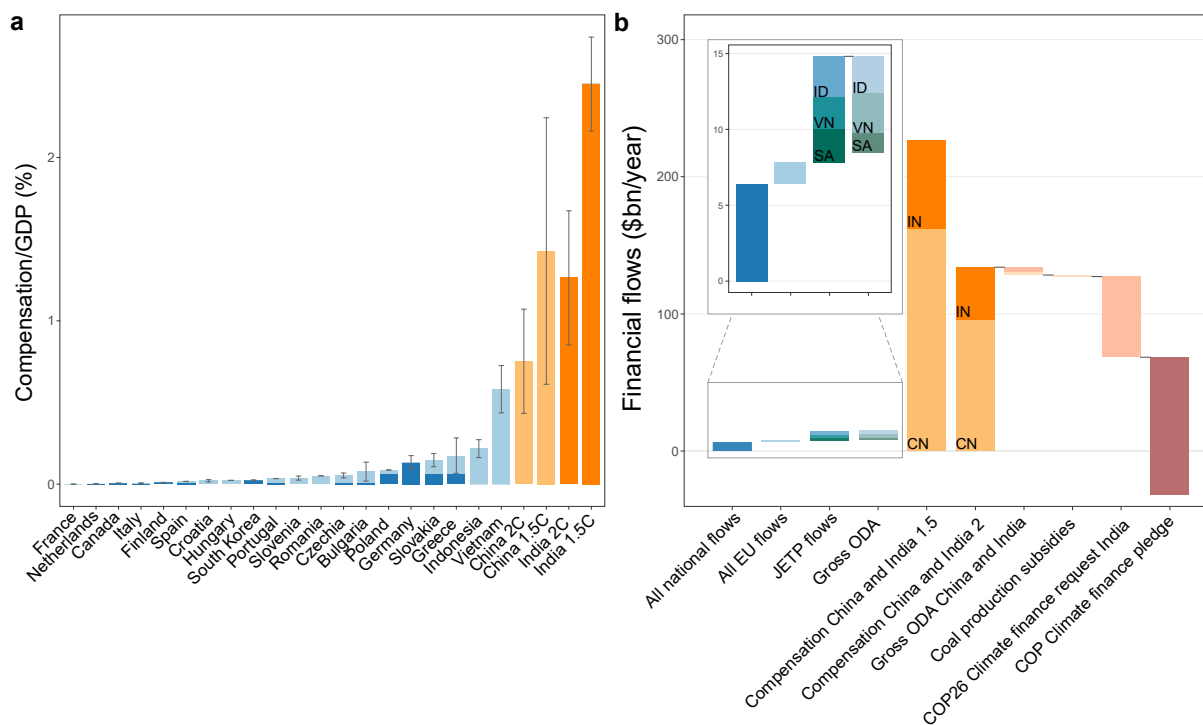 a
Compensation/GDP (%)
2
1
0
France
Netherlands
Canada
Italy
Finland
Spain
Croatia
Hungary
South Korea
Portugal
Slovenia
Romania
Czechia
Bulgaria
Poland
Germany
Slovakia
Greece
Indonesia
Vietnam
China 2C
China 1.5C
India 2C
India 1.5C
b
Financial flows ($bn/year)
300
200
100
0
15
10
5
0
ID
VN
SA
ID
VN
SA
IN
CN
IN
CN
All national flows
All EU flows
JETP flows
Gross ODA
Compensation China and India 1.5
Compensation China and India 2
Gross ODA China and India
Coal production subsidies
COP26 Climate finance request India
COP Climate finance pledge